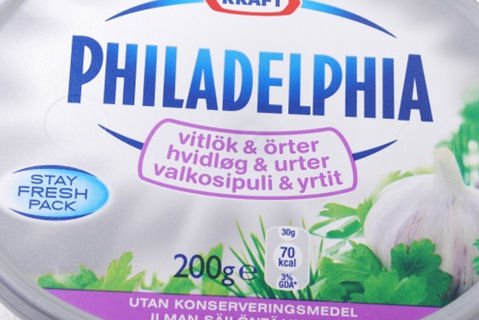 KRAFT
PHILADELPHIA
vitlök & örter
hvidløg & urter
valkosipuli & yrtit
STAY
FRESH
PACK
30g
70
kcal
3%
GDA*
200g e
UTAN KONSERVERINGSMEDEL
ILMAN